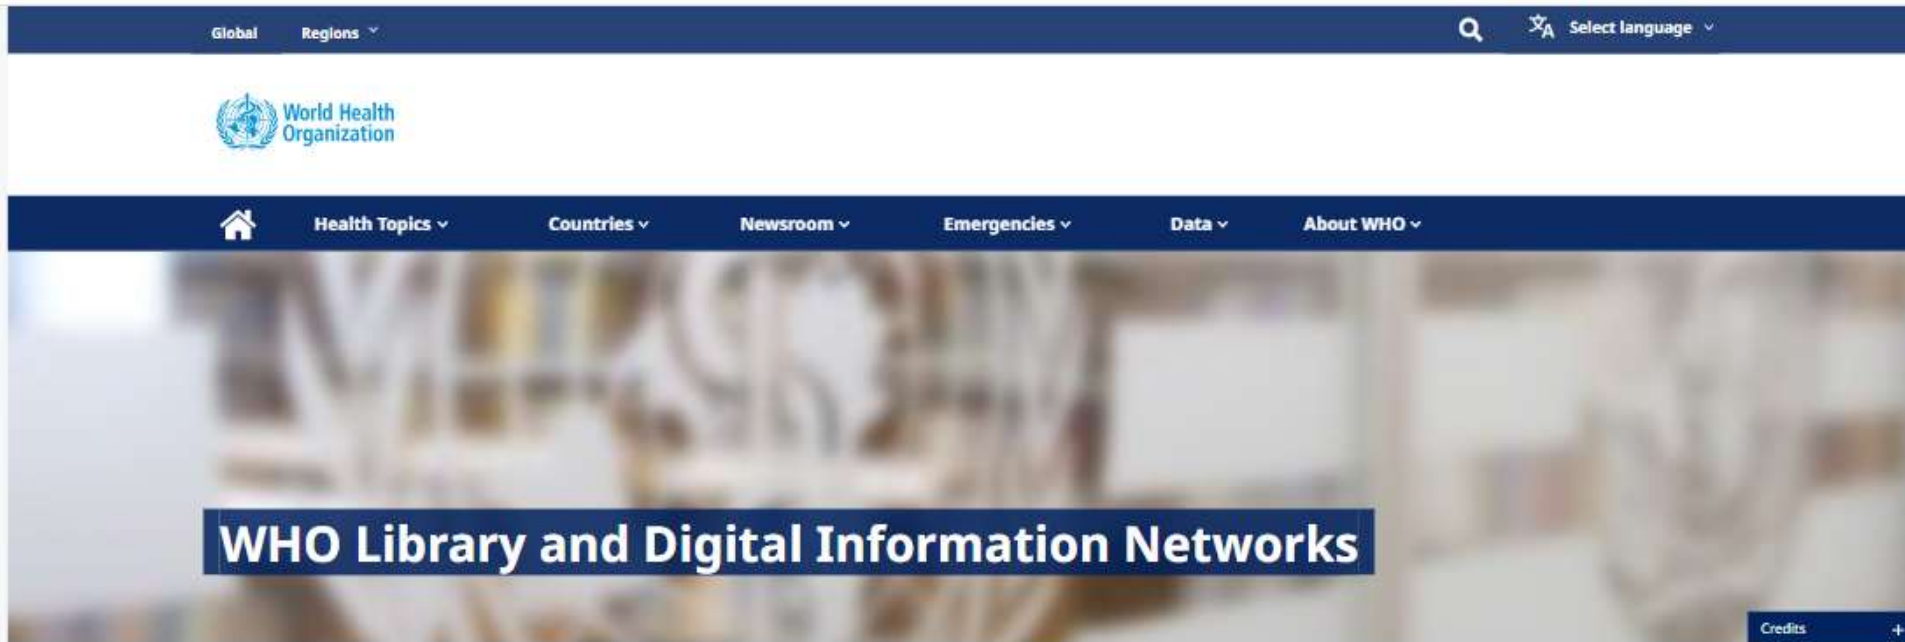 Global Regions Select language
World Health
Organization
Health Topics Countries Newsroom Emergencies Data About WHO
WHO Library and Digital Information Networks
Credits +